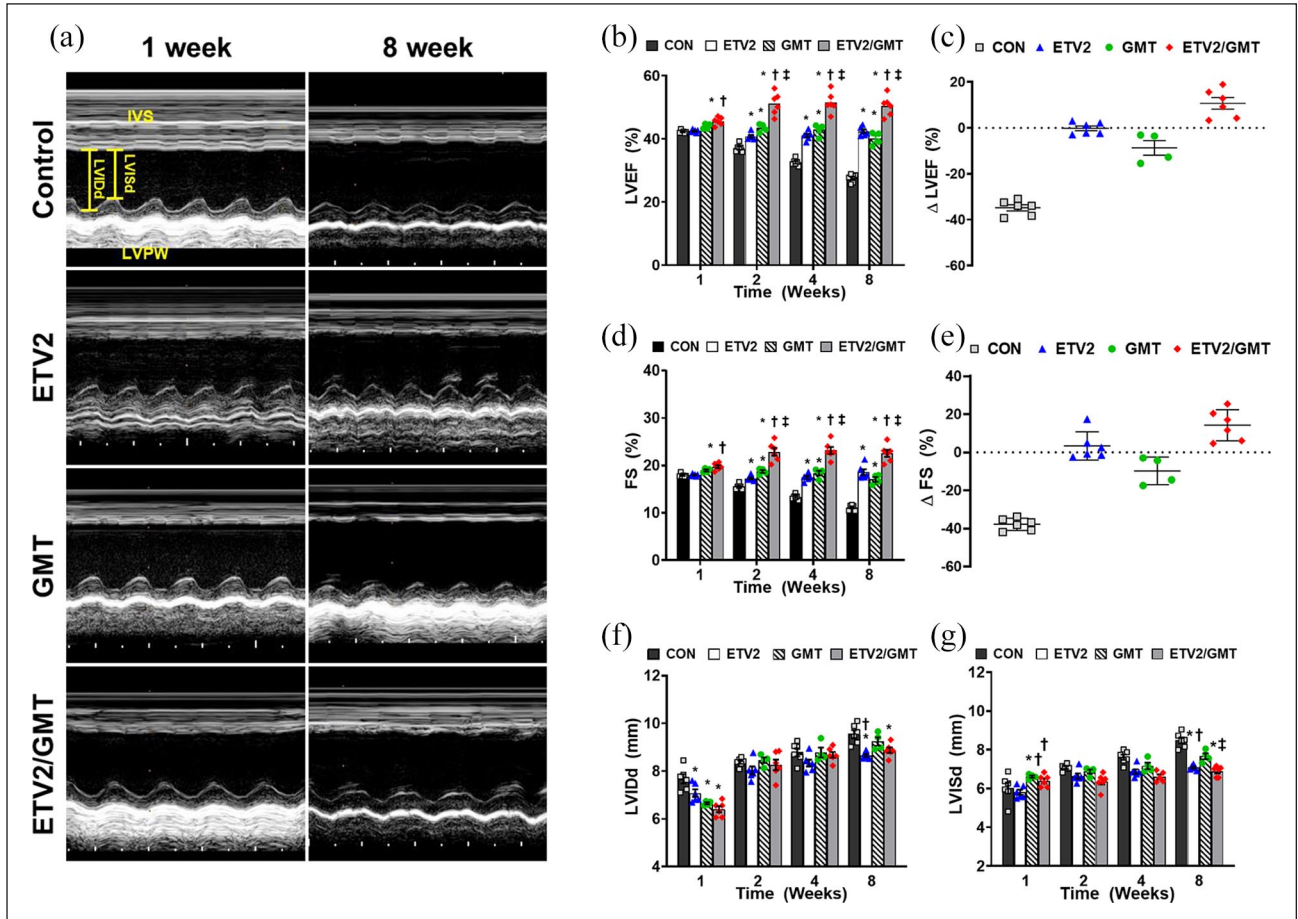 (a)
1 week 8 week
Control
IVS
LVIDd
LVISd
LVPW
ETV2
GMT
ETV2/GMT
(b)
CON ETV2 GMT ETV2/GMT
LVEF (%)
60
40
20
0
* †
* * * † ‡
* * * † ‡
* * * † ‡
1 2 4 8
Time (Weeks)
(c)
CON ETV2 GMT ETV2/GMT
Δ LVEF (%)
20
0
-20
-40
-60
(d)
CON ETV2 GMT ETV2/GMT
FS (%)
40
30
20
10
0
* †
* * * † ‡
* * * † ‡
* * * † ‡
1 2 4 8
Time (Weeks)
(e)
CON ETV2 GMT ETV2/GMT
Δ FS (%)
40
20
0
-20
-40
-60
(f)
CON ETV2 GMT ETV2/GMT
LVIDd (mm)
12
10
8
6
4
* * *
† * *
1 2 4 8
Time (Weeks)
(g)
CON ETV2 GMT ETV2/GMT
LVISd (mm)
12
10
8
6
4
2
* † †
* † * ‡
1 2 4 8
Time (Weeks)